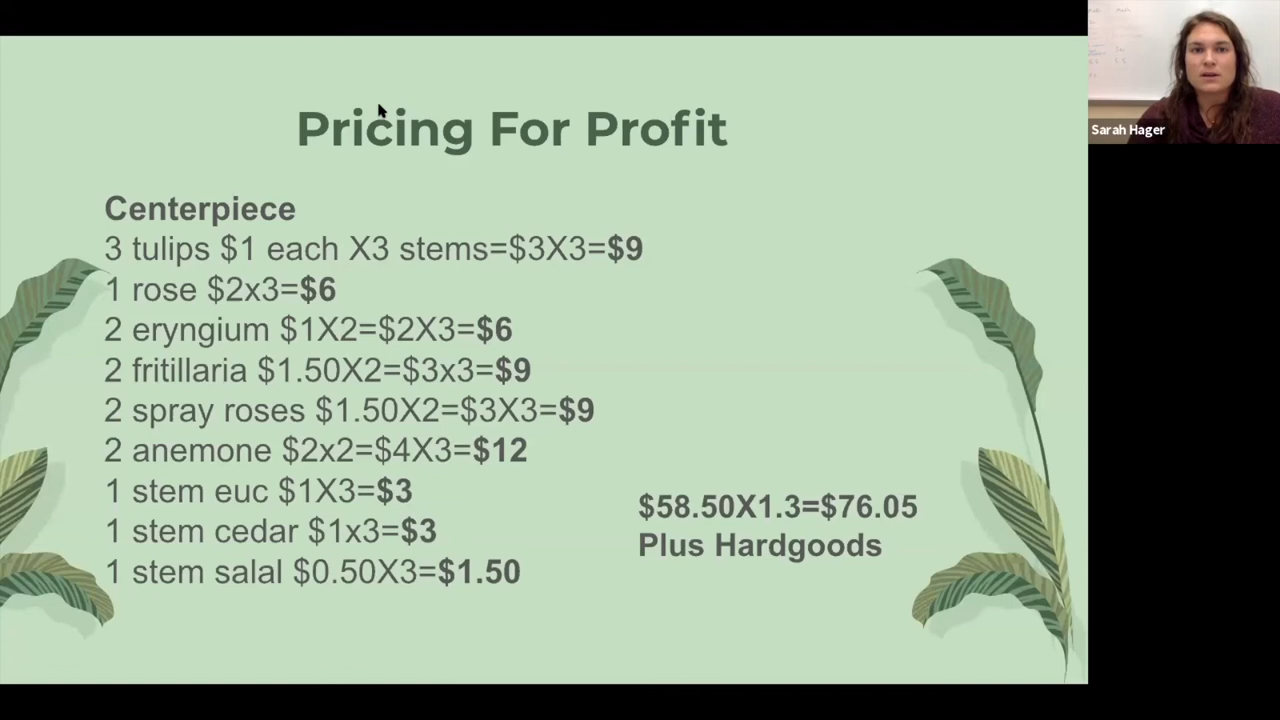 Pricing For Profit
Centerpiece
3 tulips $1 each X3 stems=$3X3=$9
1 rose $2x3=$6
2 eryngium $1X2=$2X3=$6
2 fritillaria $1.50X2=$3x3=$9
2 spray roses $1.50X2=$3X3=$9
2 anemone $2x2=$4X3=$12
1 stem euc $1X3=$3
1 stem cedar $1x3=$3
1 stem salal $0.50X3=$1.50
$58.50X1.3=$76.05
Plus Hardgoods
Sarah Hager